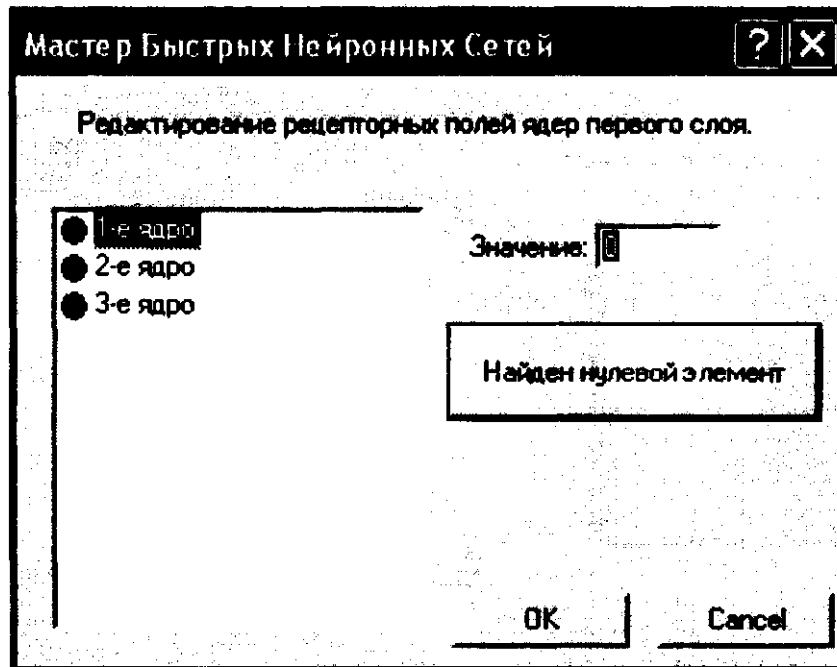 Мастер Быстрых Нейронных Сетей
Редактирование рецепторных полей ядер первого слоя.
1-е ядро
2-е ядро
3-е ядро
Значение: 0
Найден нулевой элемент
OK
Cancel